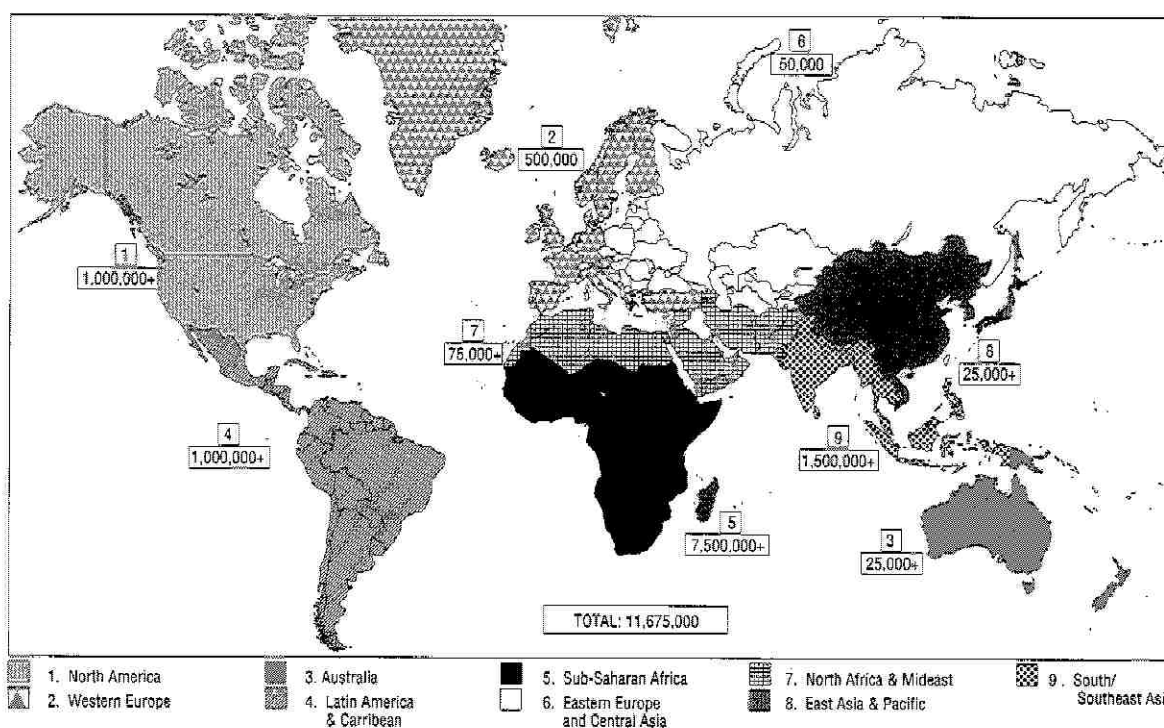 6
50,000
2
500,000
1
1,000,000+
7
75,000+
8
25,000+
4
1,000,000+
9
1,500,000+
5
7,500,000+
3
25,000+
TOTAL: 11,675,000
1. North America
2. Western Europe
3. Australia
4. Latin America
& Carribean
5. Sub-Saharan Africa
6. Eastern Europe
and Central Asia
7. North Africa & Mideast
8. East Asia & Pacific
9. South/
Southeast Asia